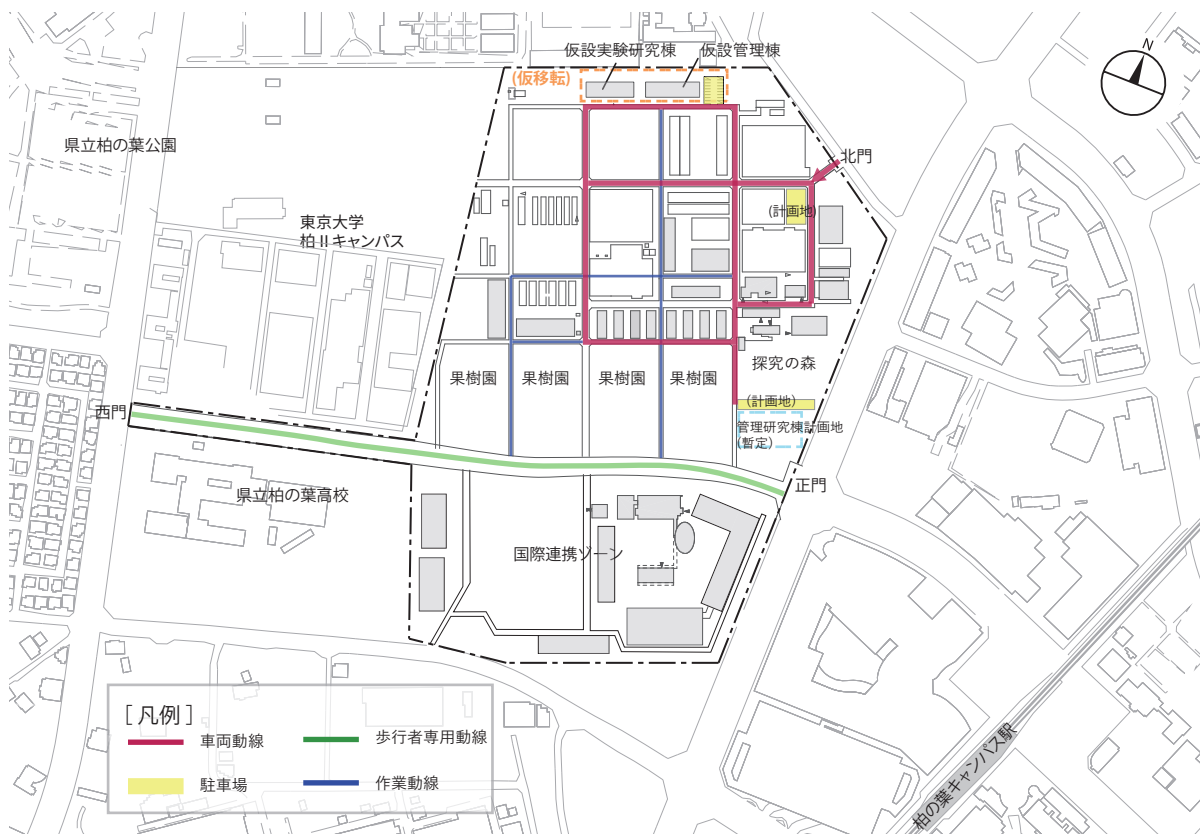 仮設実験研究棟
仮設管理棟
(仮移転)
N
県立柏の葉公園
北門
東京大学
柏Ⅱキャンパス
(計画地)
探究の森
果樹園
果樹園
果樹園
果樹園
(計画地)
西門
管理研究棟計画地
(暫定)
正門
県立柏の葉高校
国際連携ゾーン
[凡例]
車両動線
歩行者専用動線
駐車場
作業動線
柏の葉キャンパス駅